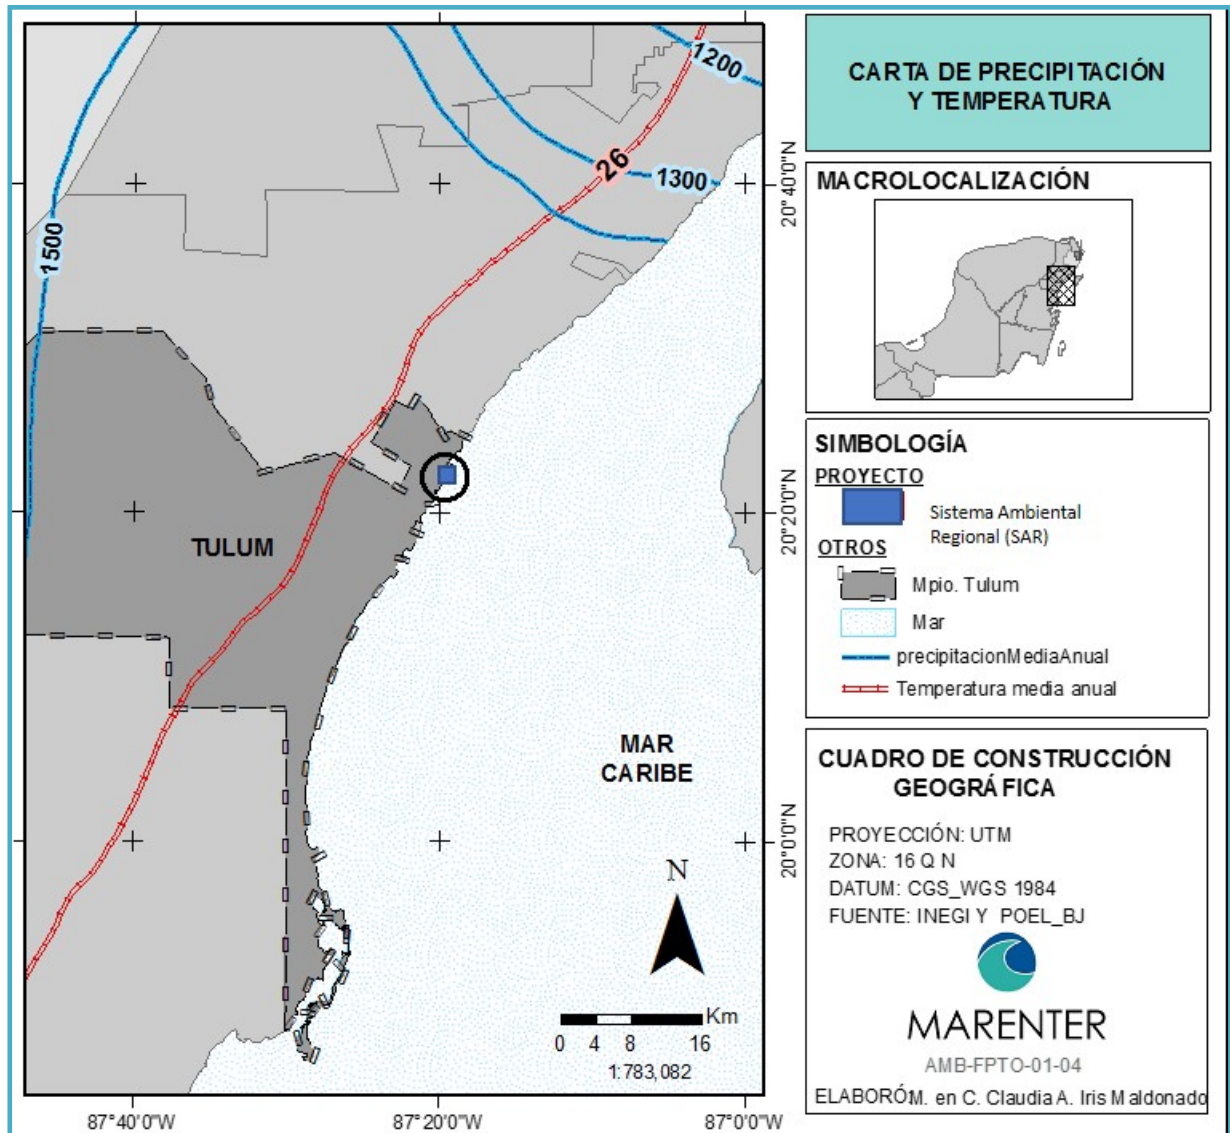 CARTA DE PRECIPITACIÓN
Y TEMPERATURA
MACROLOCALIZACIÓN
SIMBOLOGÍA
PROYECTO
Sistema Ambiental
Regional (SAR)
OTROS
Mpio. Tulum
Mar
precipitacionMediaAnual
Temperatura media anual
CUADRO DE CONSTRUCCIÓN
GEOGRÁFICA
PROYECCIÓN: UTM
ZONA: 16 Q N
DATUM: CGS_WGS 1984
FUENTE: INEGI Y POEL_BJ
MARENTER
AMB-FPTO-01-04
ELABORÓ:M. en C. Claudia A. Iris Maldonado
1200
1300
26
1500
TULUM
MAR
CARIBE
N
Km
0 4 8 16
1:783,082
20°40'0"N
20°20'0"N
20°0'0"N
87°40'0"W
87°20'0"W
87°0'0"W